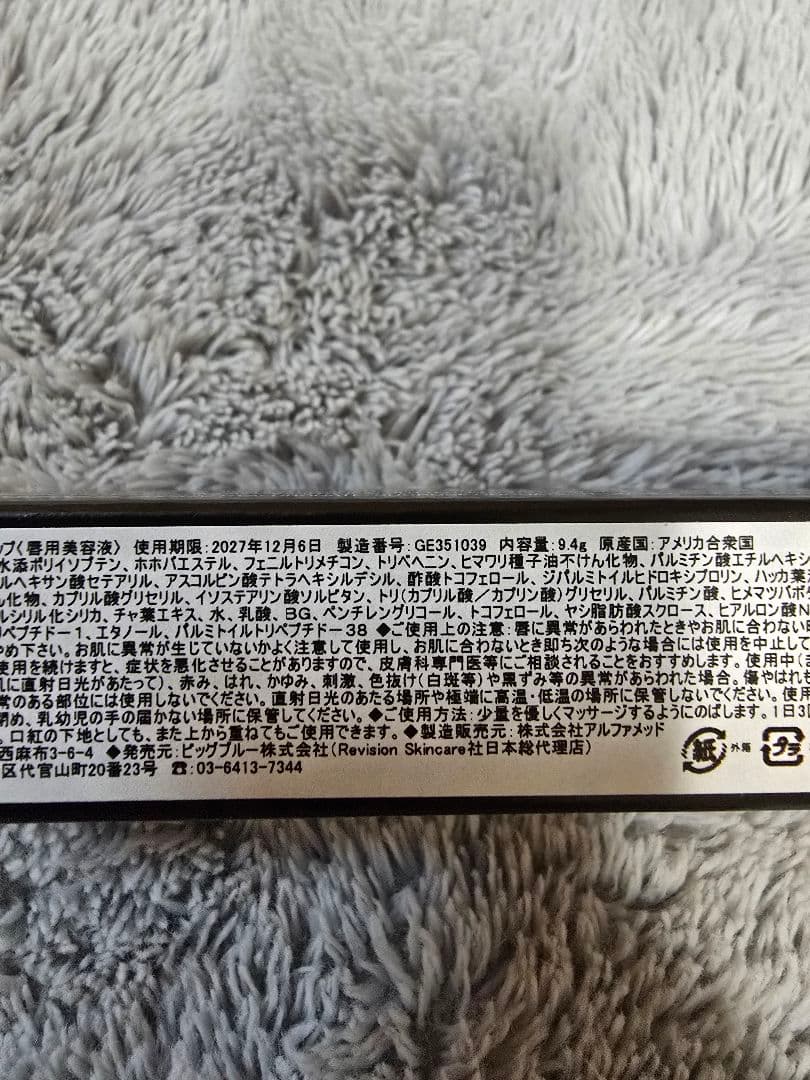 ップ〈唇用美容液〉 使用期限:2027年12月6日 製造番号:GE351039 内容量:9.4g 原産国:アメリカ合衆国
水添ポリイソブテン、ホホバエステル、フェニルトリメチコン、トリベヘニン、ヒマワリ種子油不けん化物、パルミチン酸エチルヘキシ
ルヘキサン酸セテアリル、アスコルビン酸テトラヘキシルデシル、酢酸トコフェロール、ジパルミトイルヒドロキシプロリン、ハッカ葉
ん化物、カプリル酸グリセリル、イソステアリン酸ソルビタン、トリ(カプリル酸/カプリン酸)グリセリル、パルミチン酸、ヒメマツバボ
ルシリル化シリカ、チャ葉エキス、水、乳酸、BG、ペンチレングリコール、トコフェロール、ヤシ脂肪酸スクロース、ヒアルロン酸N
リペプチド-1、エタノール、パルミトイルトリペプチド-38 ◆ご使用上の注意:唇に異常があらわれたときやお肌に合わない
め下さい。お肌に異常が生じていないかよく注意して使用し、お肌に合わないとき即ち次のような場合には使用を中止して
使用を続けますと、症状を悪化させることがありますので、皮膚科専門医等にご相談されることをおすすめします。使用中(
肌に直射日光があたって)、赤み、はれ、かゆみ、刺激、色抜け(白斑等)や黒ずみ等の異常があらわれた場合。傷やはれも
常のある部位には使用しないでください。直射日光のあたる場所や極端に高温・低温の場所に保管しないでください。使用
閉め、乳幼児の手の届かない場所に保管してください。◆ご使用方法:少量を優しくマッサージするようにのばします。1日3
。口紅の下地としても、また上から重ねてもご使用できます。◆製造販売元:株式会社アルファメッド
西麻布3-6-4 ◆発売元:ビッグブルー株式会社(Revision Skincare社日本総代理店)
区代官山町20番23号 ☎:03-6413-7344
紙 外箱 プラ